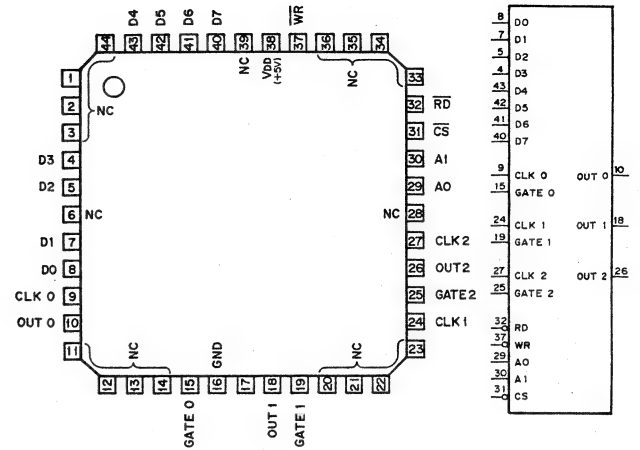 D4 D5 D6 D7 WR
44 43 42 41 40 39 38 37 36 35 34
NC VDD (+5V) NC
1 33
2 NC 32 RD
3 31 CS
D3 4 30 A1
D2 5 29 A0
6 NC NC 28
D1 7 27 CLK2
D0 8 26 OUT2
CLK 0 9 25 GATE2
OUT 0 10 24 CLK1
11 23
NC GND NC
12 13 14 15 16 17 18 19 20 21 22
GATE 0 OUT 1 GATE 1
8 D0
7 D1
5 D2
4 D3
43 D4
42 D5
41 D6
40 D7
9 CLK 0 OUT 0 10
15 GATE 0
24 CLK 1 OUT 1 18
19 GATE 1
27 CLK 2 OUT 2 26
25 GATE 2
32 RD
37 WR
29 A0
30 A1
31 CS